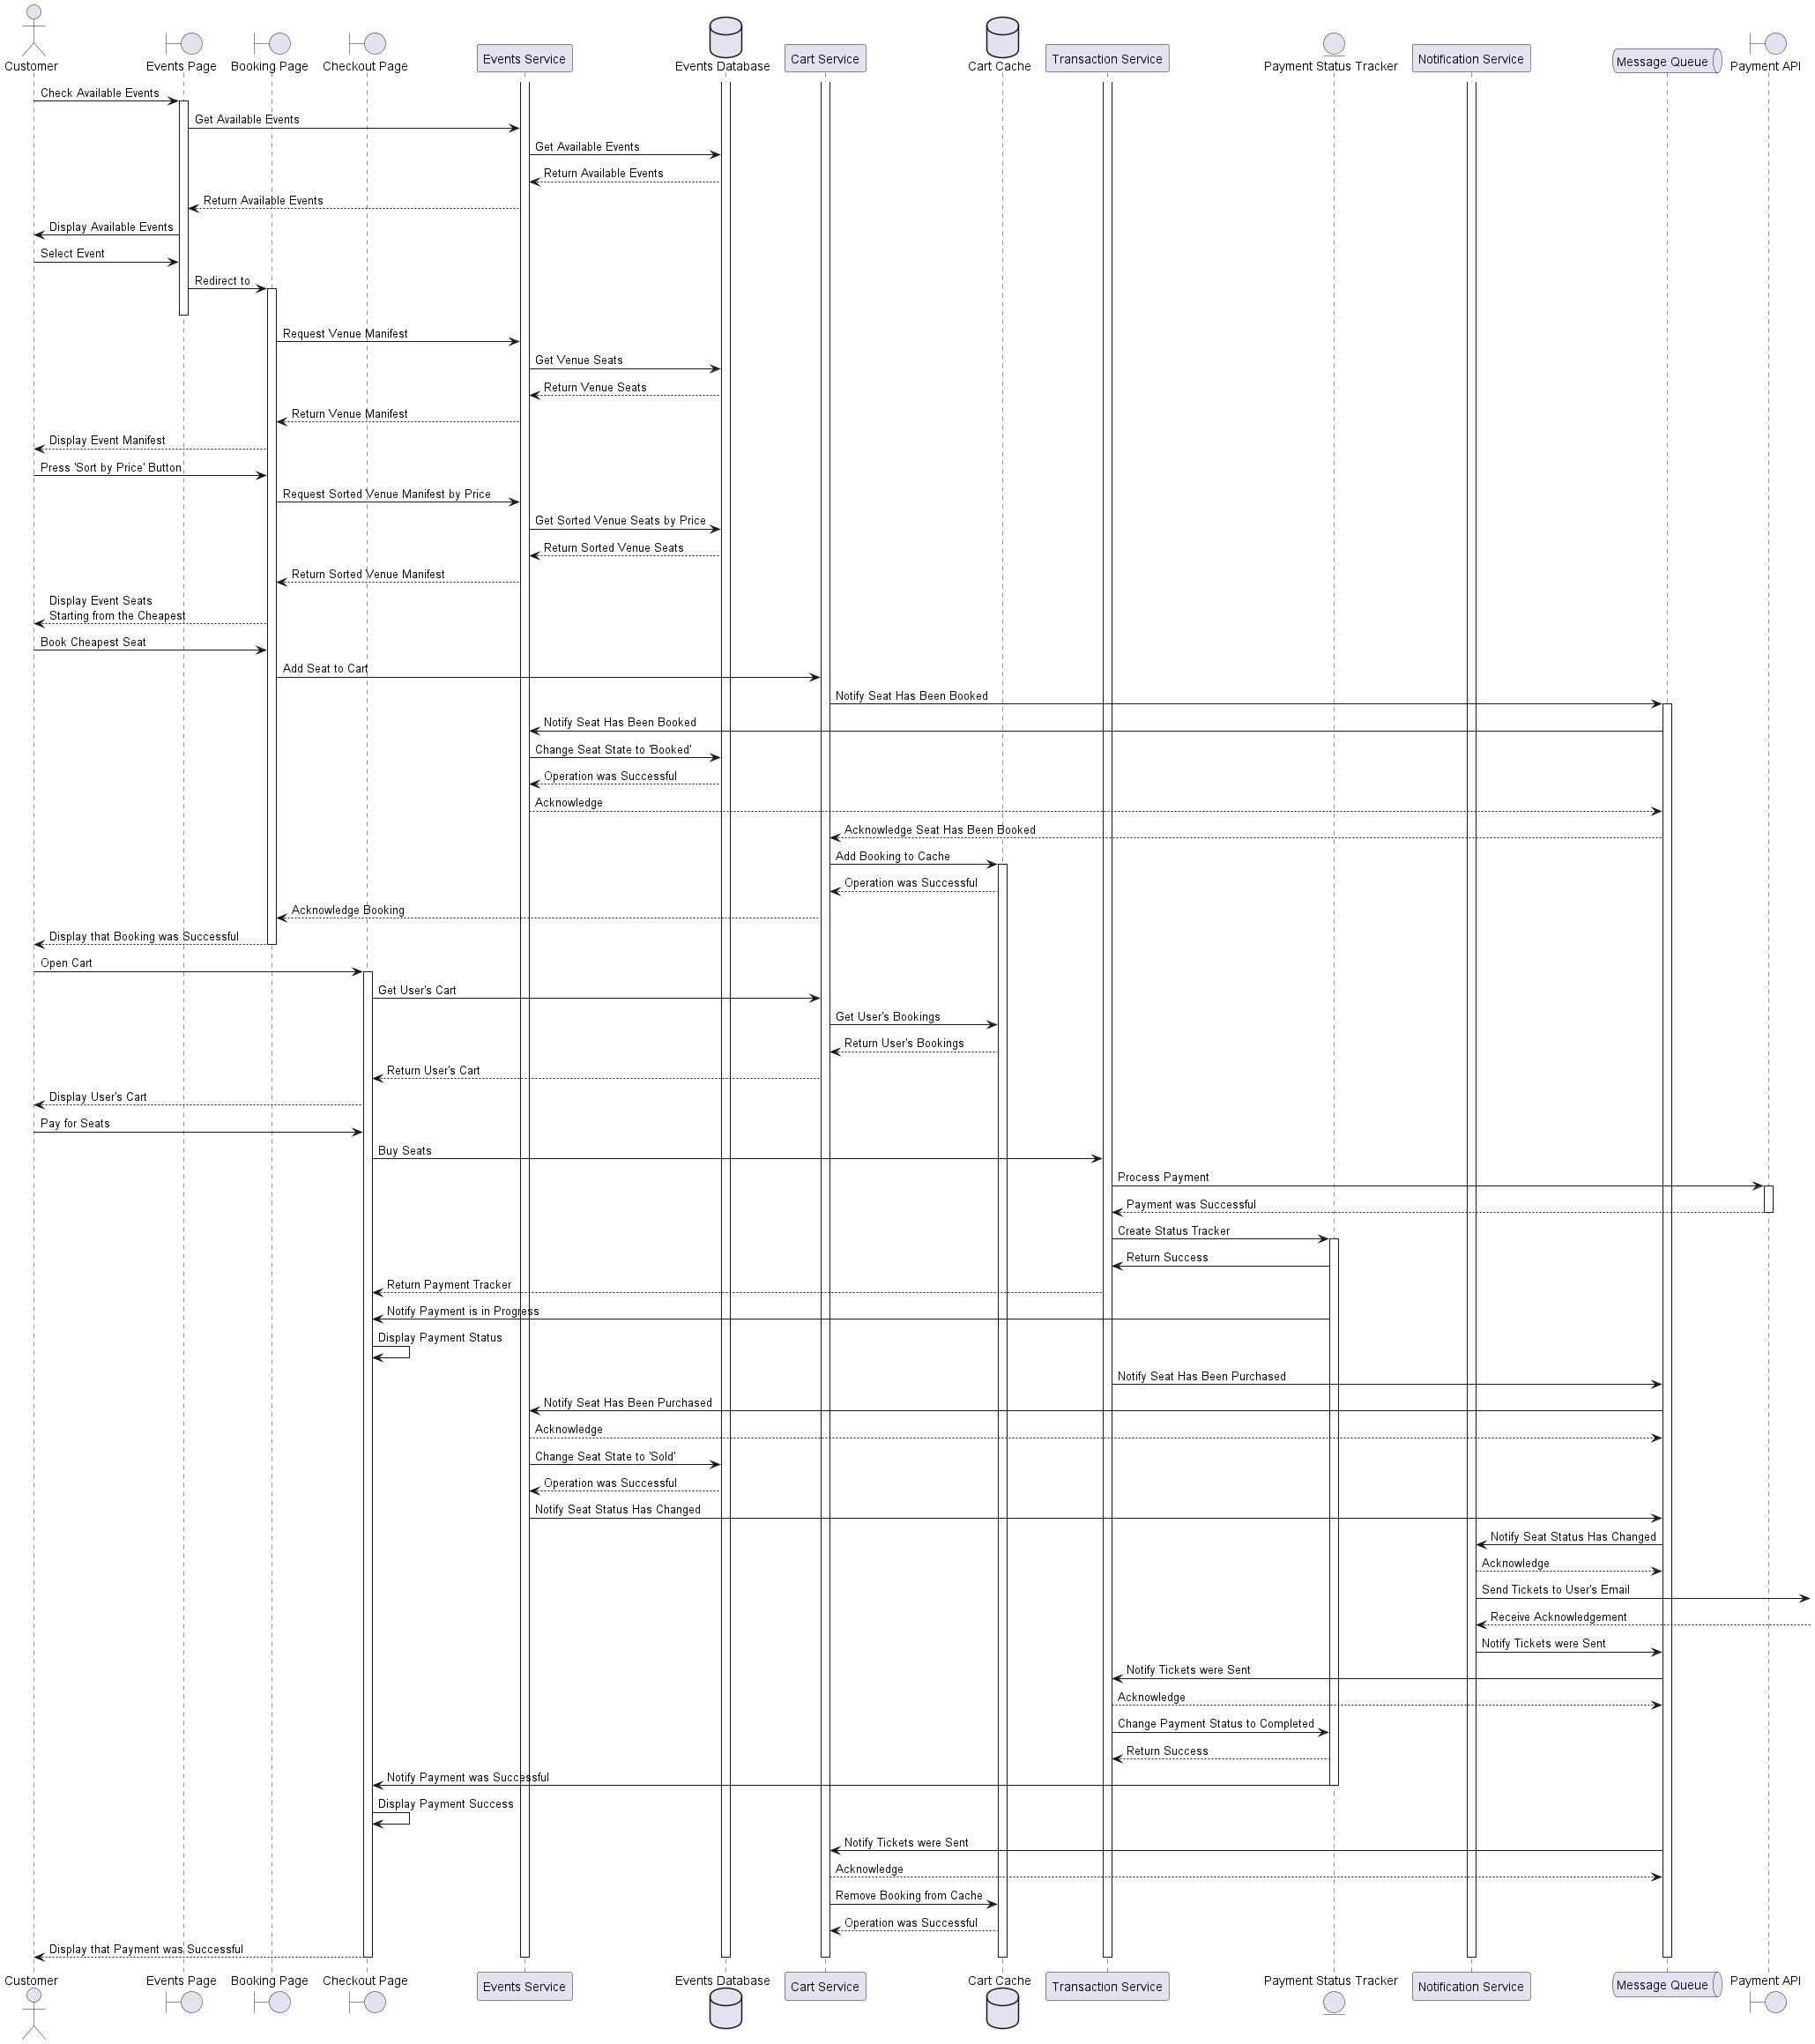 Customer
Events Page
Booking Page
Checkout Page
Events Service
Events Database
Cart Service
Cart Cache
Transaction Service
Payment Status Tracker
Notification Service
Message Queue
Payment API
Check Available Events
Get Available Events
Get Available Events
Return Available Events
Return Available Events
Display Available Events
Select Event
Redirect to
Request Venue Manifest
Get Venue Seats
Return Venue Seats
Return Venue Manifest
Display Event Manifest
Press 'Sort by Price' Button
Request Sorted Venue Manifest by Price
Get Sorted Venue Seats by Price
Return Sorted Venue Seats
Return Sorted Venue Manifest
Display Event Seats
Starting from the Cheapest
Book Cheapest Seat
Add Seat to Cart
Notify Seat Has Been Booked
Notify Seat Has Been Booked
Change Seat State to 'Booked'
Operation was Successful
Acknowledge
Acknowledge Seat Has Been Booked
Add Booking to Cache
Operation was Successful
Acknowledge Booking
Display that Booking was Successful
Open Cart
Get User's Cart
Get User's Bookings
Return User's Bookings
Return User's Cart
Display User's Cart
Pay for Seats
Buy Seats
Process Payment
Payment was Successful
Create Status Tracker
Return Success
Return Payment Tracker
Notify Payment is in Progress
Display Payment Status
Notify Seat Has Been Purchased
Notify Seat Has Been Purchased
Acknowledge
Change Seat State to 'Sold'
Operation was Successful
Notify Seat Status Has Changed
Notify Seat Status Has Changed
Acknowledge
Send Tickets to User's Email
Receive Acknowledgement
Notify Tickets were Sent
Notify Tickets were Sent
Acknowledge
Change Payment Status to Completed
Return Success
Notify Payment was Successful
Display Payment Success
Notify Tickets were Sent
Acknowledge
Remove Booking from Cache
Operation was Successful
Display that Payment was Successful
Customer
Events Page
Booking Page
Checkout Page
Events Service
Events Database
Cart Service
Cart Cache
Transaction Service
Payment Status Tracker
Notification Service
Message Queue
Payment API